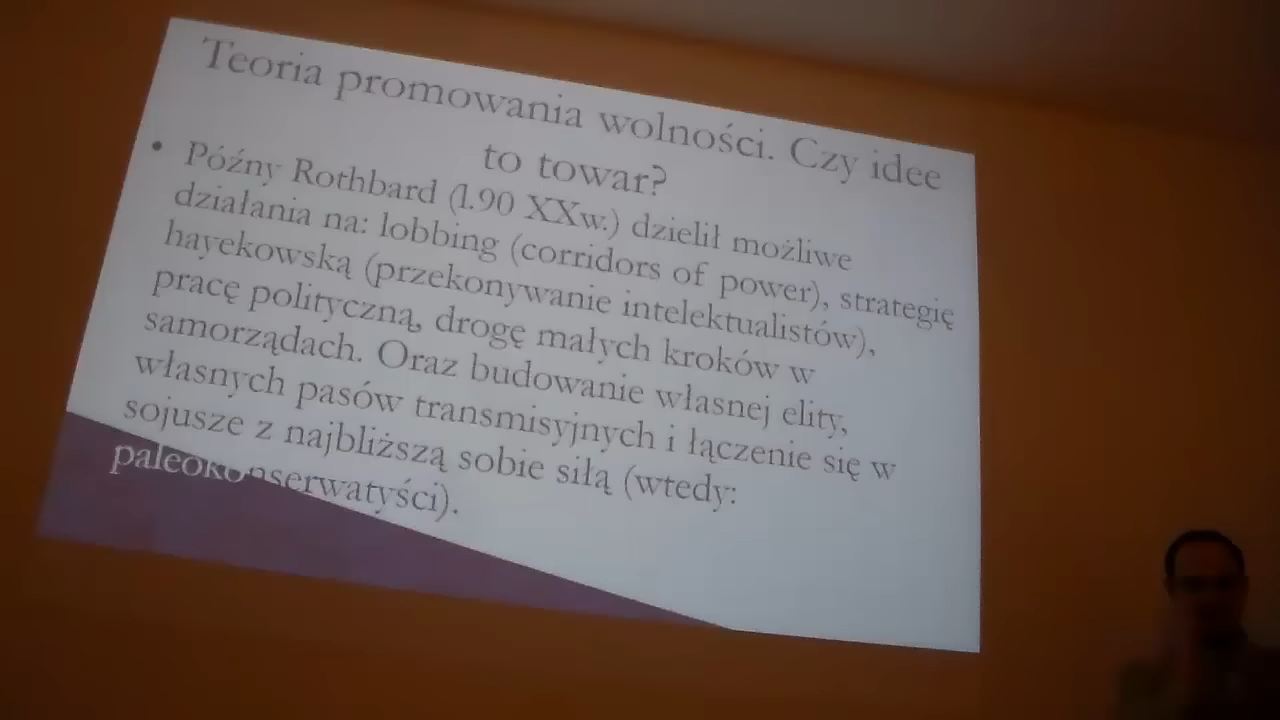 Teoria promowania wolności. Czy idee
to towar?
• Późny Rothbard (l.90 XXw.) dzielił możliwe
działania na: lobbing (corridors of power), strategię
hayekowską (przekonywanie intelektualistów),
pracę polityczną, drogę małych kroków w
samorządach. Oraz budowanie własnej elity,
własnych pasów transmisyjnych i łączenie się w
sojusze z najbliższą sobie siłą (wtedy:
paleokonserwatyści).